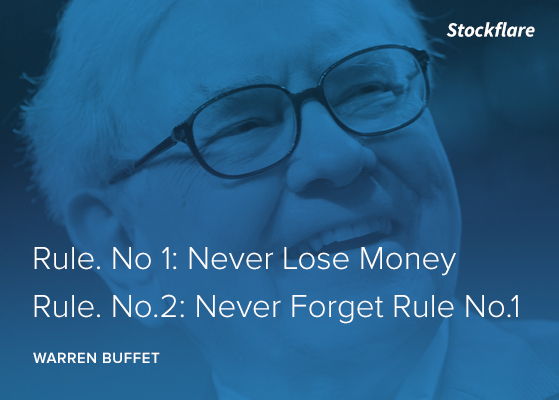 Stockflare
Rule. No 1: Never Lose Money
Rule. No.2: Never Forget Rule No.1
WARREN BUFFET